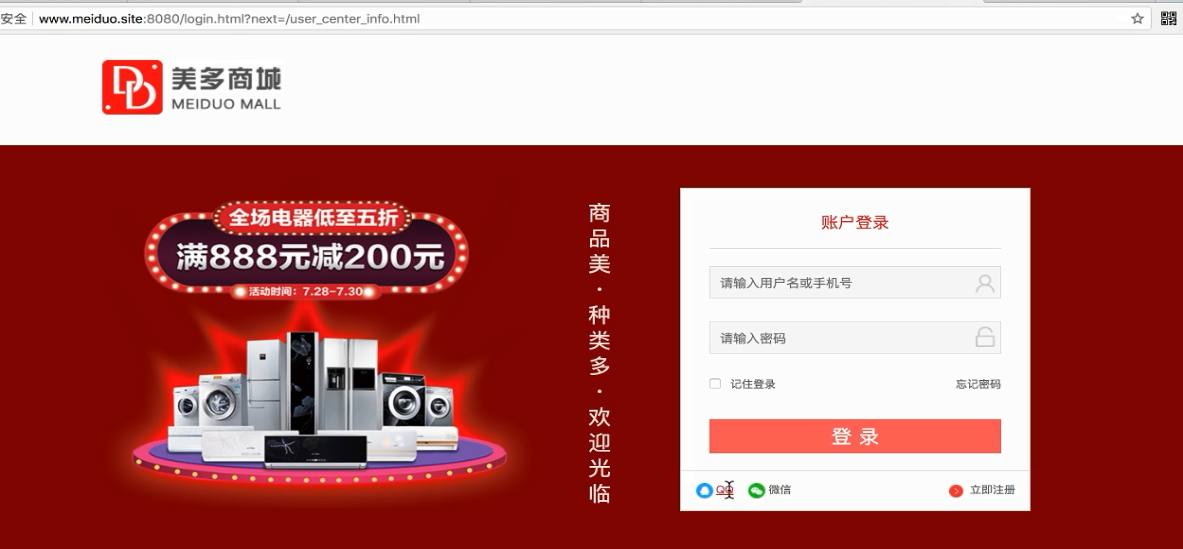 安全 www.meiduo.site:8080/login.html?next=/user_center_info.html
美多商城
MEIDUO MALL
全场电器低至五折
满888元减200元
活动时间：7.28-7.30
商品美·种类多·欢迎光临
账户登录
请输入用户名或手机号
请输入密码
记住登录 忘记密码
登录
QQ 微信 立即注册